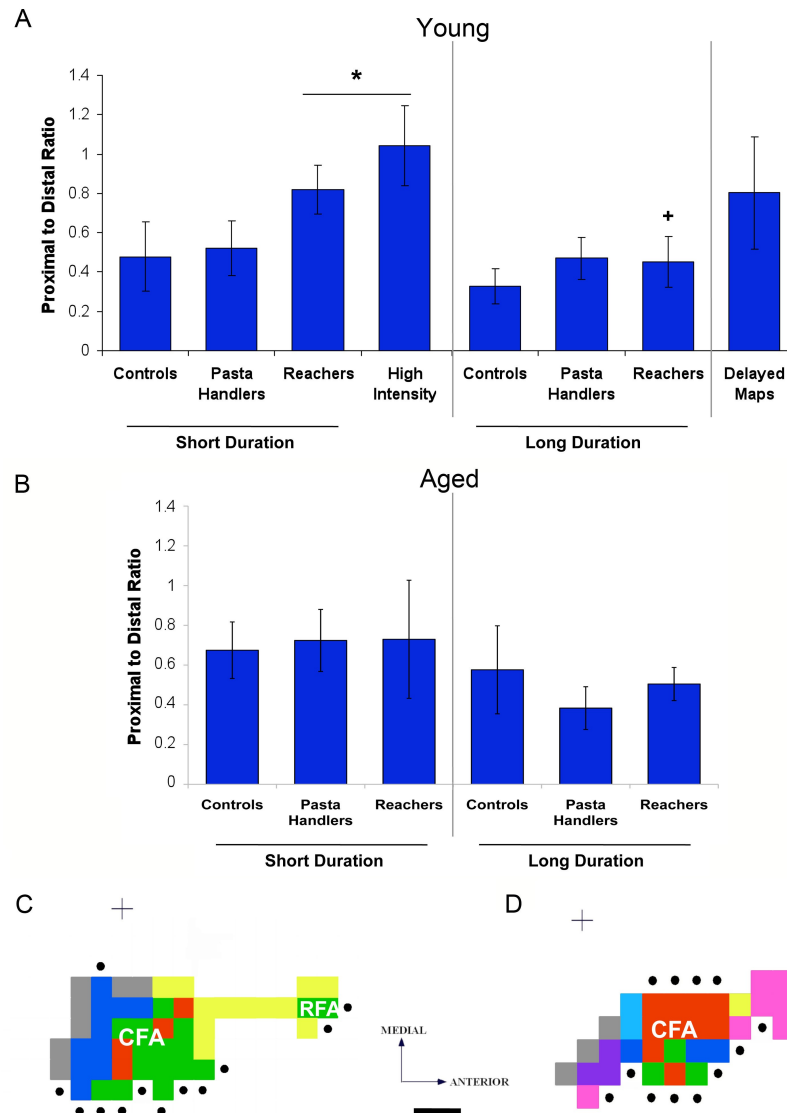 A
Young
1.4
1.2
1
0.8
0.6
0.4
0.2
0
Proximal to Distal Ratio
*
+
Controls
Pasta
Handlers
Reachers
High
Intensity
Controls
Pasta
Handlers
Reachers
Delayed
Maps
Short Duration
Long Duration
B
Aged
1.4
1.2
1
0.8
0.6
0.4
0.2
0
Proximal to Distal Ratio
Controls
Pasta
Handlers
Reachers
Controls
Pasta
Handlers
Reachers
Short Duration
Long Duration
C
CFA
RFA
MEDIAL
ANTERIOR
D
CFA